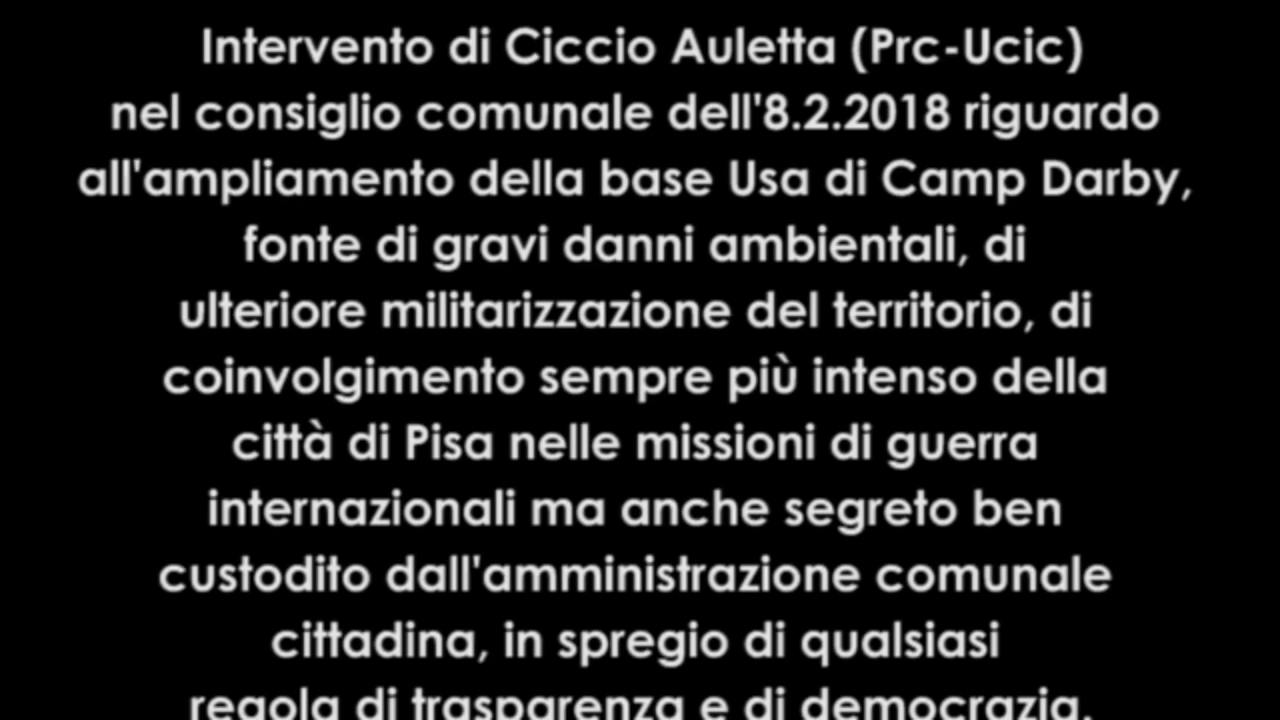 Intervento di Ciccio Auletta (Prc-Ucic)
nel consiglio comunale dell'8.2.2018 riguardo
all'ampliamento della base Usa di Camp Darby,
fonte di gravi danni ambientali, di
ulteriore militarizzazione del territorio, di
coinvolgimento sempre più intenso della
città di Pisa nelle missioni di guerra
internazionali ma anche segreto ben
custodito dall'amministrazione comunale
cittadina, in spregio di qualsiasi
regola di trasparenza e di democrazia.